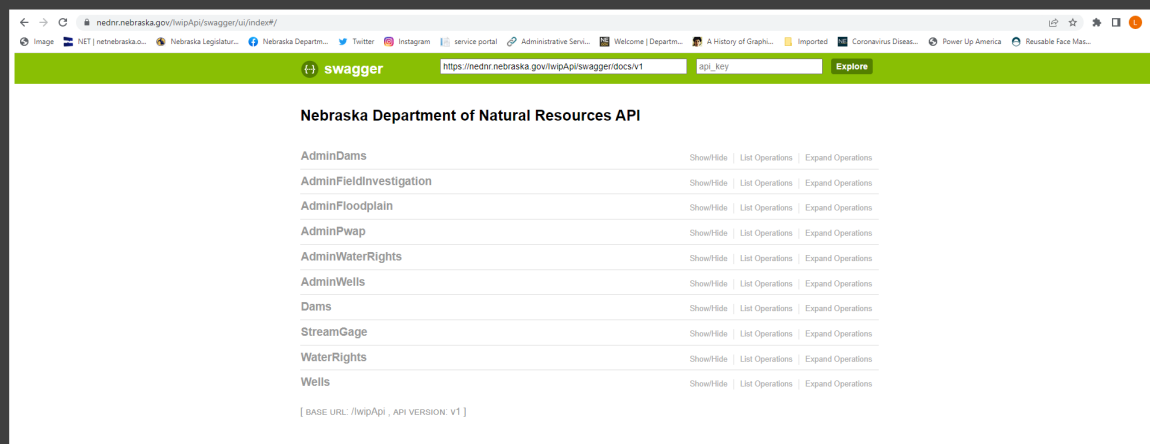 nednr.nebraska.gov/IwipApi/swagger/ui/index#/
L
Image NET | netnebraska.o... Nebraska Legislatur... Nebraska Departm... Twitter Instagram service portal Administrative Servi... Welcome | Departm... A History of Graphi... Imported Coronavirus Diseas... Power Up America Reusable Face Mas...
swagger https://nednr.nebraska.gov/IwipApi/swagger/docs/v1 api_key Explore
Nebraska Department of Natural Resources API
AdminDams Show/Hide List Operations Expand Operations
AdminFieldInvestigation Show/Hide List Operations Expand Operations
AdminFloodplain Show/Hide List Operations Expand Operations
AdminPwap Show/Hide List Operations Expand Operations
AdminWaterRights Show/Hide List Operations Expand Operations
AdminWells Show/Hide List Operations Expand Operations
Dams Show/Hide List Operations Expand Operations
StreamGage Show/Hide List Operations Expand Operations
WaterRights Show/Hide List Operations Expand Operations
Wells Show/Hide List Operations Expand Operations
[ BASE URL: /IwipApi , API VERSION: v1 ]